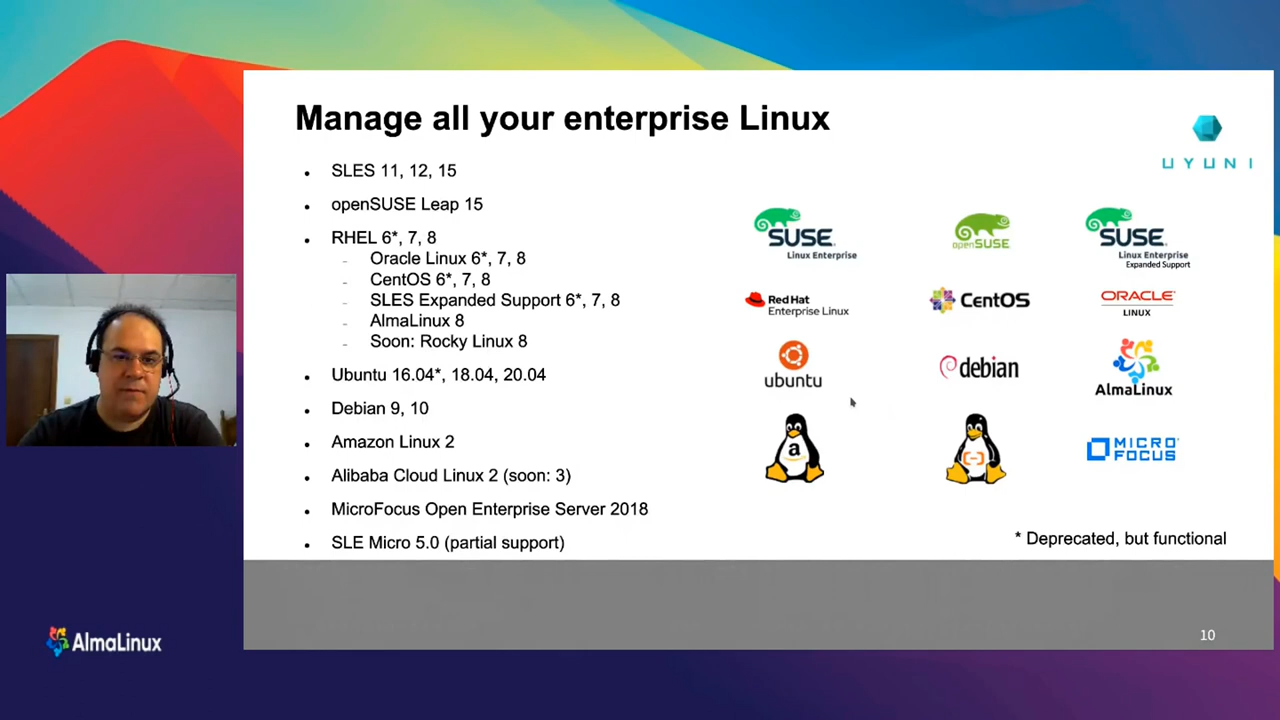 Manage all your enterprise Linux
UYUNI
• SLES 11, 12, 15
• openSUSE Leap 15
• RHEL 6*, 7, 8
- Oracle Linux 6*, 7, 8
- CentOS 6*, 7, 8
- SLES Expanded Support 6*, 7, 8
- AlmaLinux 8
- Soon: Rocky Linux 8
• Ubuntu 16.04*, 18.04, 20.04
• Debian 9, 10
• Amazon Linux 2
• Alibaba Cloud Linux 2 (soon: 3)
• MicroFocus Open Enterprise Server 2018
• SLE Micro 5.0 (partial support)
SUSE
Linux Enterprise
openSUSE
SUSE
Linux Enterprise
Expanded Support
Red Hat
Enterprise Linux
CentOS
ORACLE
LINUX
ubuntu
debian
AlmaLinux
a
MICRO
FOCUS
* Deprecated, but functional
10
AlmaLinux